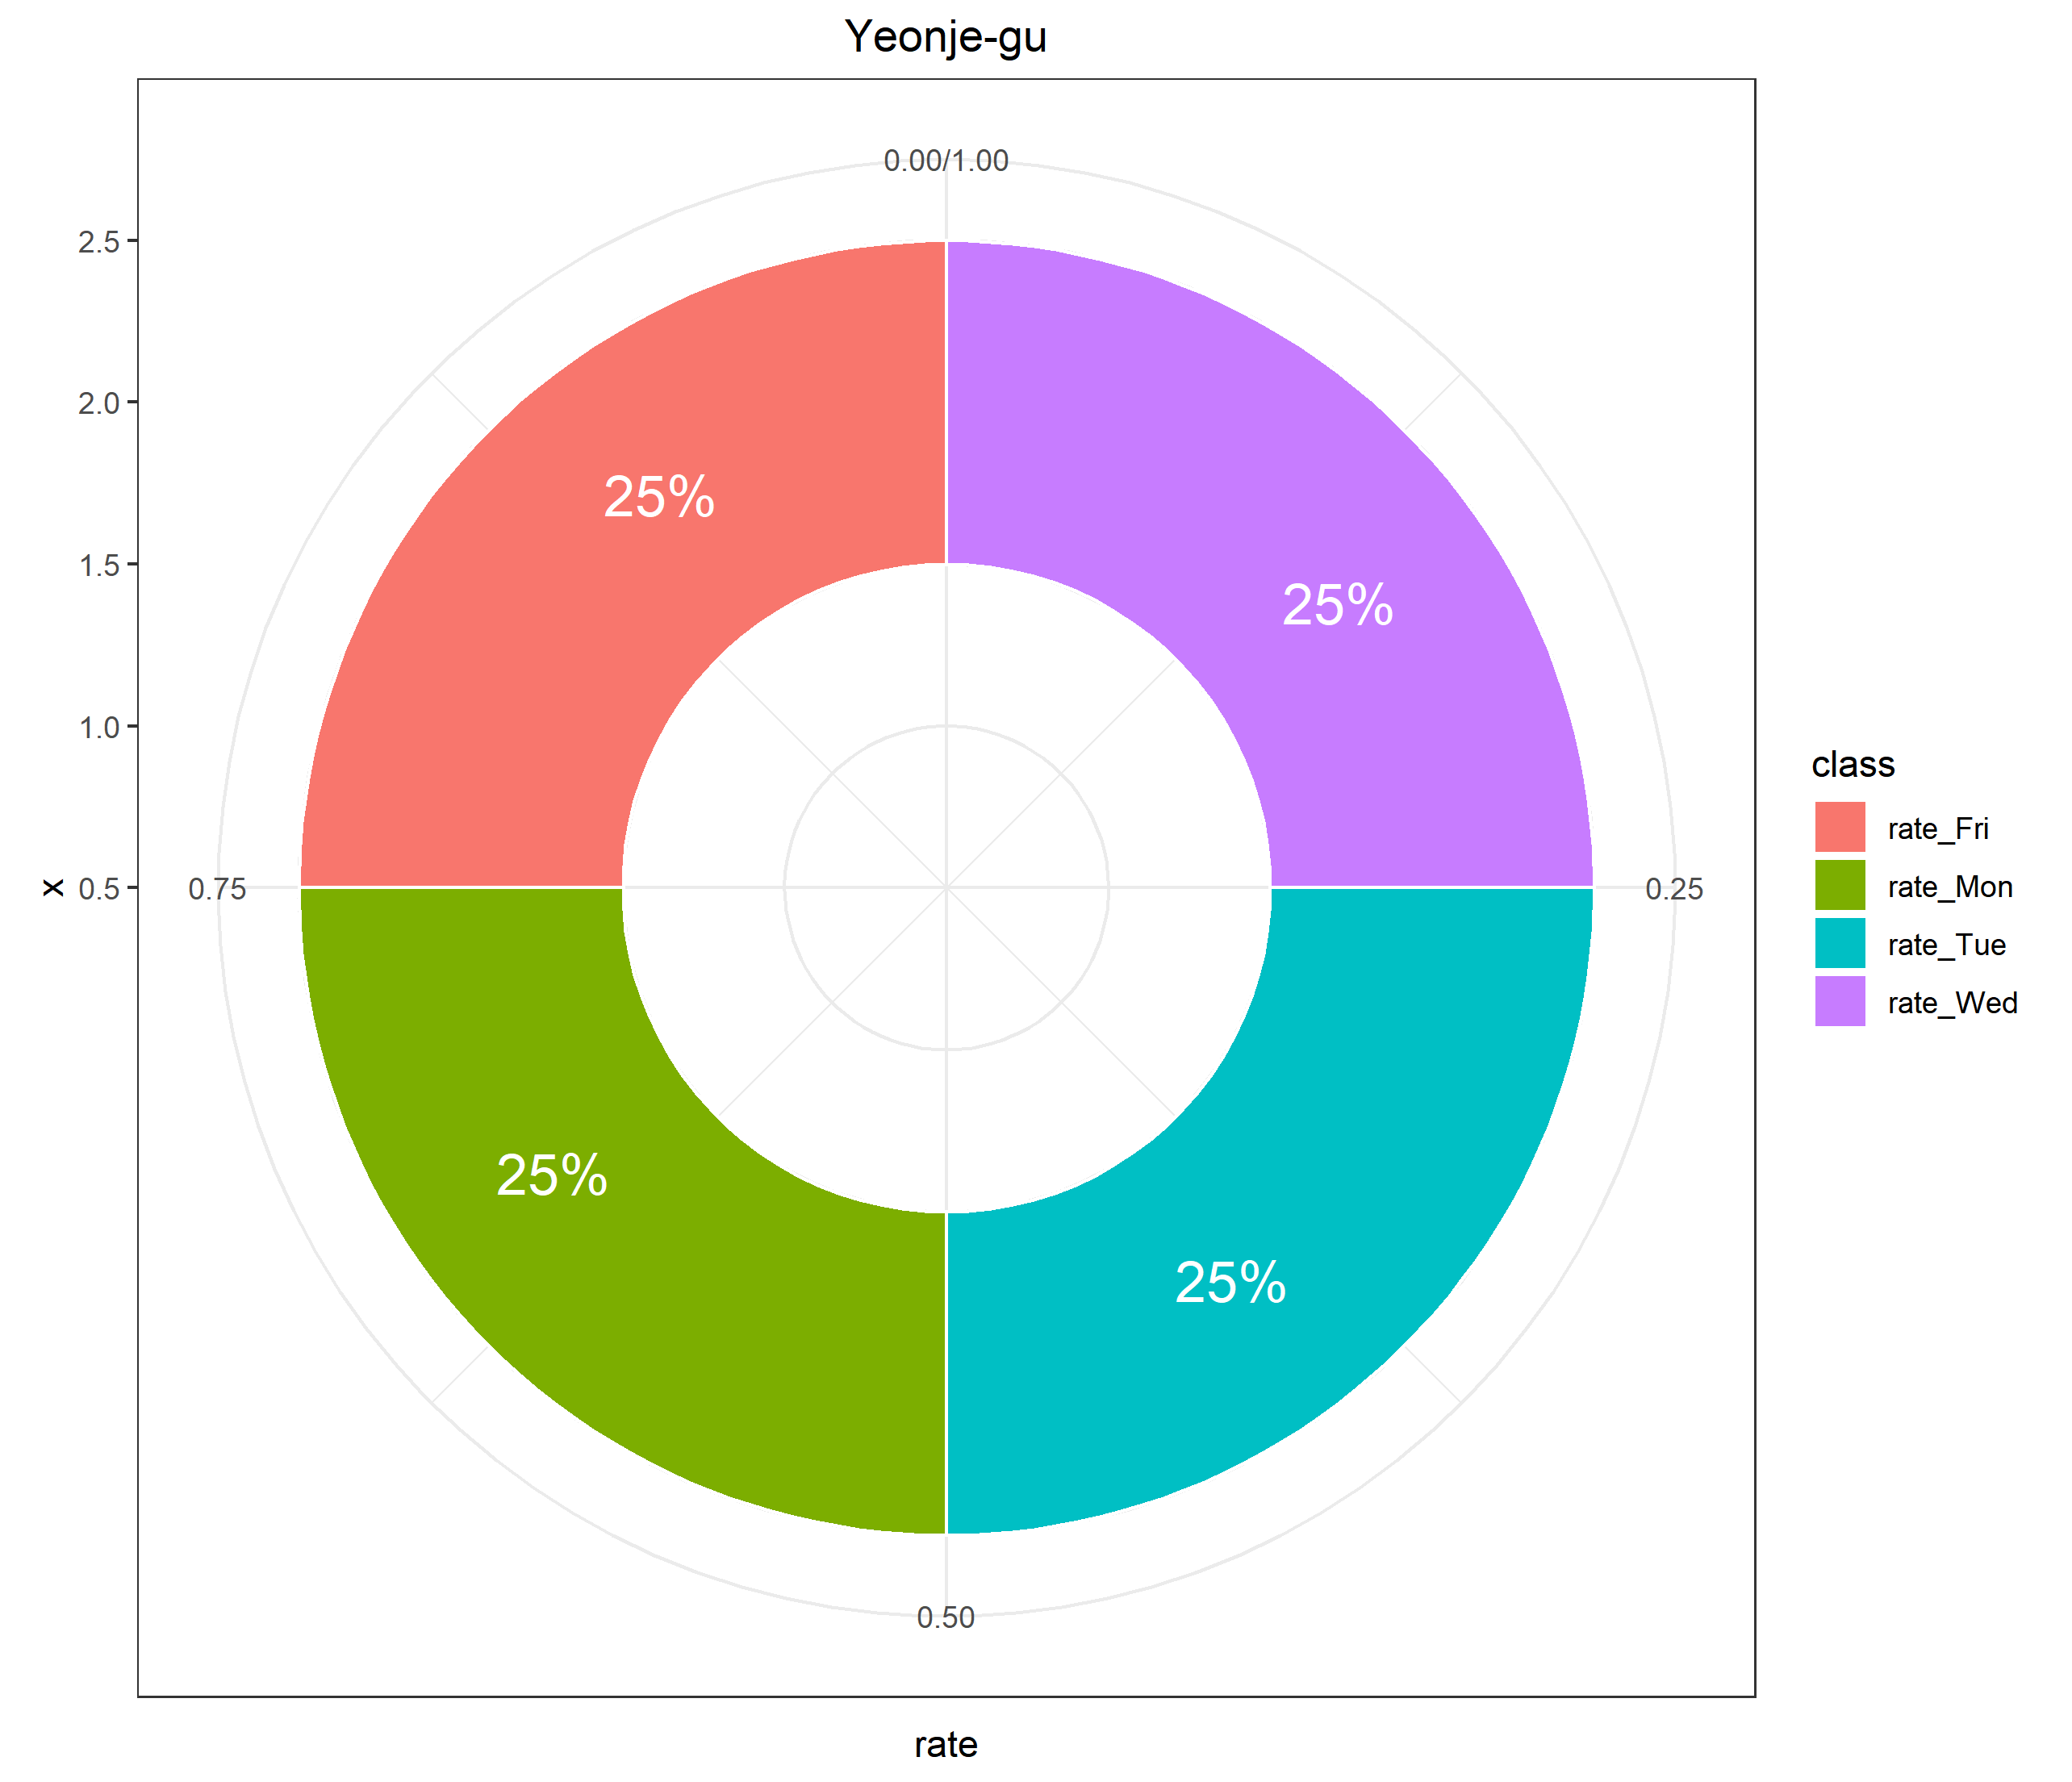 Yeonje-gu
0.00/1.00
2.5
2.0
25%
1.5
25%
1.0
class
rate_Fri
x
0.5
0.75
0.25
rate_Mon
rate_Tue
rate_Wed
25%
25%
0.50
rate